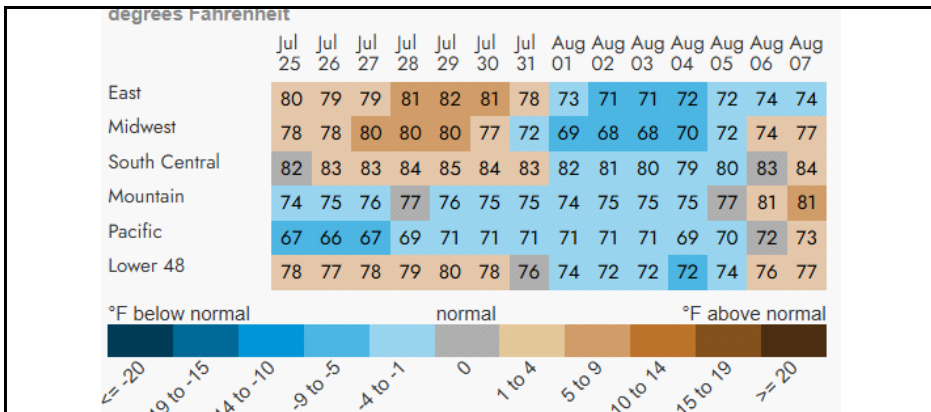 degrees Fahrenheit
Jul Jul Jul Jul Jul Jul Jul Aug Aug Aug Aug Aug Aug Aug
25 26 27 28 29 30 31 01 02 03 04 05 06 07
East 80 79 79 81 82 81 78 73 71 71 72 72 74 74
Midwest 78 78 80 80 80 77 72 69 68 68 70 72 74 77
South Central 82 83 83 84 85 84 83 82 81 80 79 80 83 84
Mountain 74 75 76 77 76 75 75 74 75 75 75 77 81 81
Pacific 67 66 67 69 71 71 71 71 71 71 69 70 72 73
Lower 48 78 77 78 79 80 78 76 74 72 72 72 74 76 77
°F below normal normal °F above normal
<= -20 -19 to -15 -14 to -10 -9 to -5 -4 to -1 0 1 to 4 5 to 9 10 to 14 15 to 19 >= 20